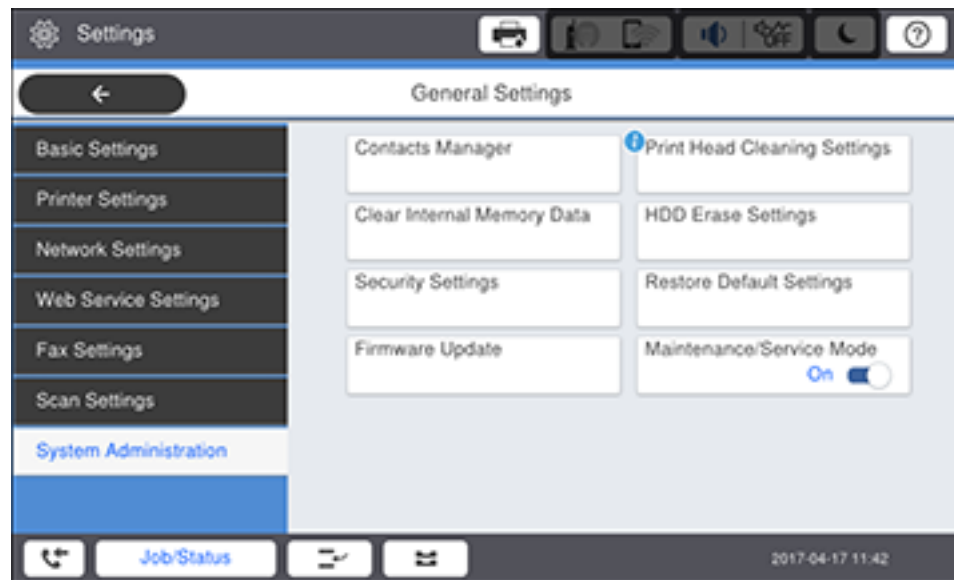 Settings
OFF
?
General Settings
Basic Settings
Printer Settings
Network Settings
Web Service Settings
Fax Settings
Scan Settings
System Administration
Contacts Manager
i Print Head Cleaning Settings
Clear Internal Memory Data
HDD Erase Settings
Security Settings
Restore Default Settings
Firmware Update
Maintenance/Service Mode
On
Job/Status
2017-04-17 11:42